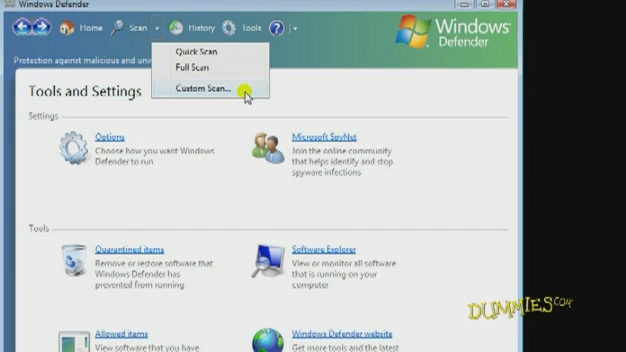 Windows Defender
Home Scan History Tools
Windows
Defender
Quick Scan
Full Scan
Custom Scan...
Protection against malicious and
Tools and Settings
Settings
Options
Choose how you want Windows
Defender to run
Microsoft SpyNet
Join the online community
that helps identify and stop
spyware infections
Tools
Quarantined items
Remove or restore software that
Windows Defender has
prevented from running
Software Explorer
View or monitor all software
that is running on your
computer
DUMMIES.COM
Allowed items
View software that you have
Windows Defender website
Get more tools and the latest